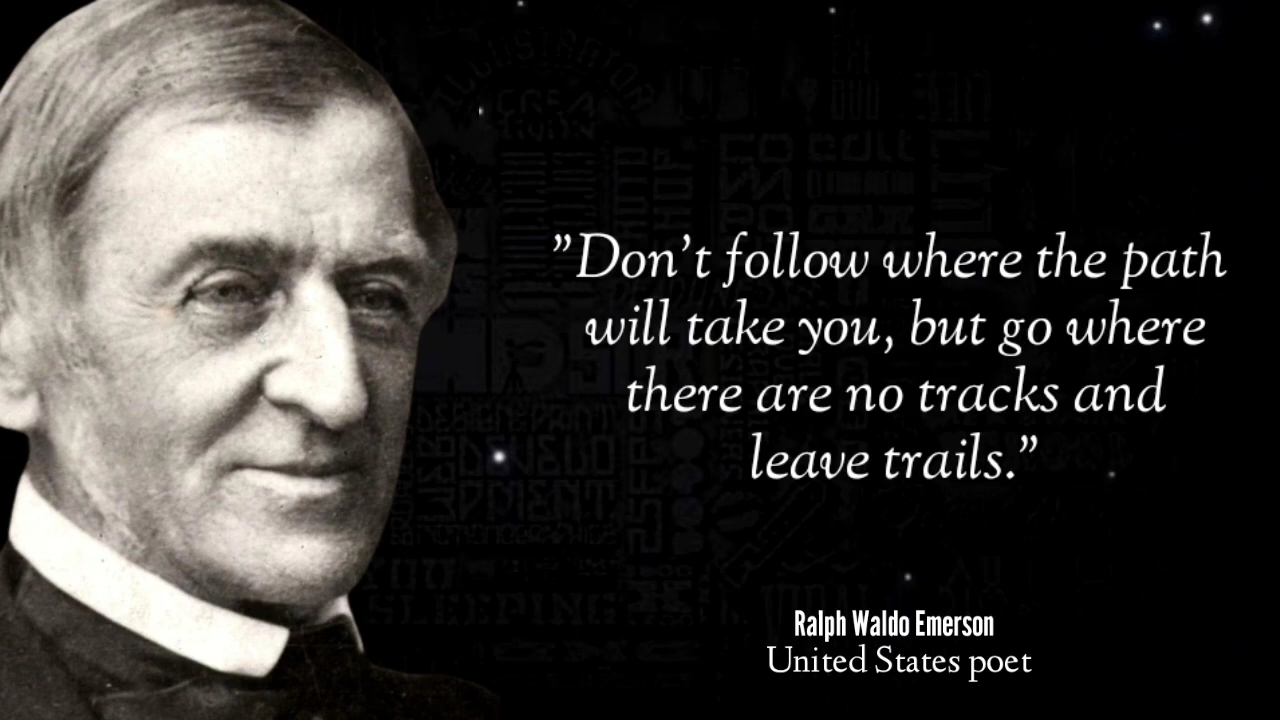 ”Don’t follow where the path
will take you, but go where
there are no tracks and
leave trails.”
Ralph Waldo Emerson
United States poet